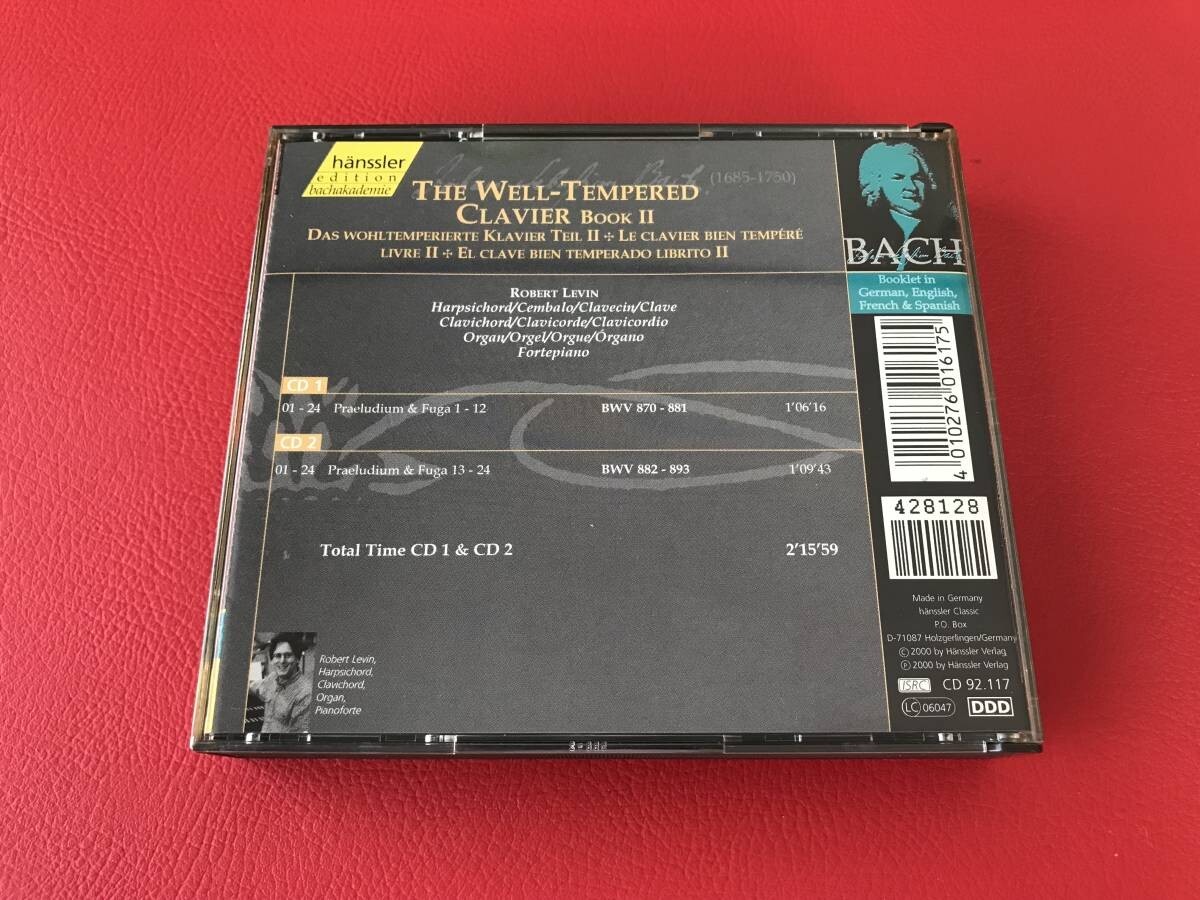 hänssler
edition
bachakademie
(1685-1750)
THE WELL-TEMPERED
CLAVIER BOOK II
DAS WOHLTEMPERIERTE KLAVIER TEIL II ✢ LE CLAVIER BIEN TEMPÉRÉ
LIVRE II ✢ EL CLAVE BIEN TEMPERADO LIBRITO II
ROBERT LEVIN
Harpsichord/Cembalo/Clavecin/Clave
Clavichord/Clavicorde/Clavicordio
Organ/Orgel/Orgue/Órgano
Fortepiano
CD 1
01 - 24 Praeludium & Fuga 1 - 12 BWV 870 - 881 1'06'16
CD 2
01 - 24 Praeludium & Fuga 13 - 24 BWV 882 - 893 1'09'43
Total Time CD 1 & CD 2 2'15'59
Robert Levin,
Harpsichord,
Clavichord,
Organ,
Pianoforte
BACH
Booklet in
German, English,
French & Spanish
4 010276 016175
428128
Made in Germany
hänssler Classic
P.O. Box
D-71087 Holzgerlingen/Germany
© 2000 by Hänssler Verlag
℗ 2000 by Hänssler Verlag
ISRC CD 92.117
LC 06047 DDD